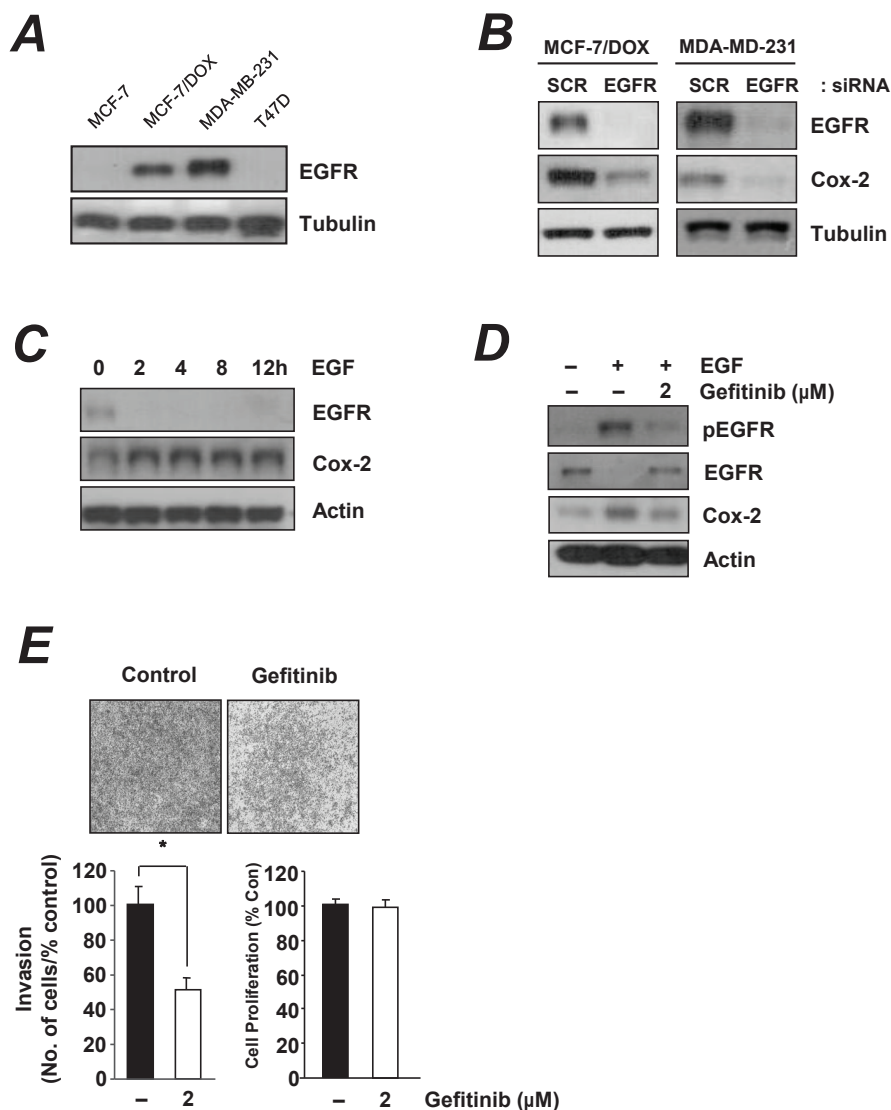 A
MCF-7
MCF-7/DOX
MDA-MB-231
T47D
EGFR
Tubulin
B
MCF-7/DOX MDA-MD-231
SCR EGFR SCR EGFR : siRNA
EGFR
Cox-2
Tubulin
C
0 2 4 8 12h EGF
EGFR
Cox-2
Actin
D
– + + EGF
– – 2 Gefitinib (µM)
pEGFR
EGFR
Cox-2
Actin
E
Control Gefitinib
*
Invasion
(No. of cells/% control)
120
100
80
60
40
20
0
– 2
Cell Proliferation (% Con)
120
100
80
60
40
20
0
– 2 Gefitinib (µM)